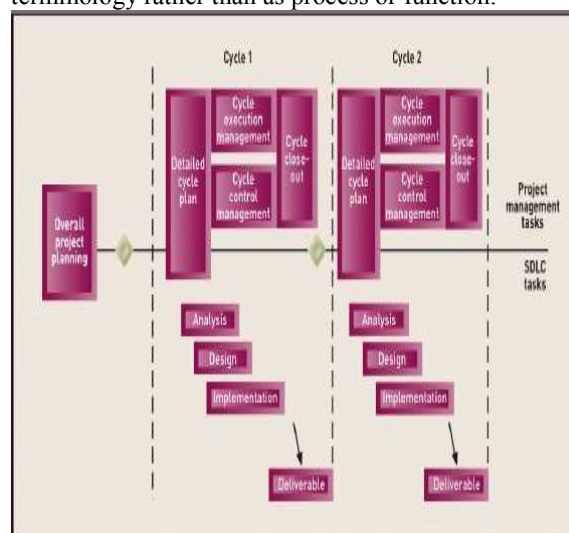 terminology rather than as process or function.
Cycle 1
Cycle 2
Overall
project
planning
Detailed
cycle
plan
Cycle
execution
management
Cycle
control
management
Cycle
close-
out
Detailed
cycle
plan
Cycle
execution
management
Cycle
control
management
Cycle
close-
out
Project
management
tasks
SDLC
tasks
Analysis
Design
Implementation
Deliverable
Analysis
Design
Implementation
Deliverable